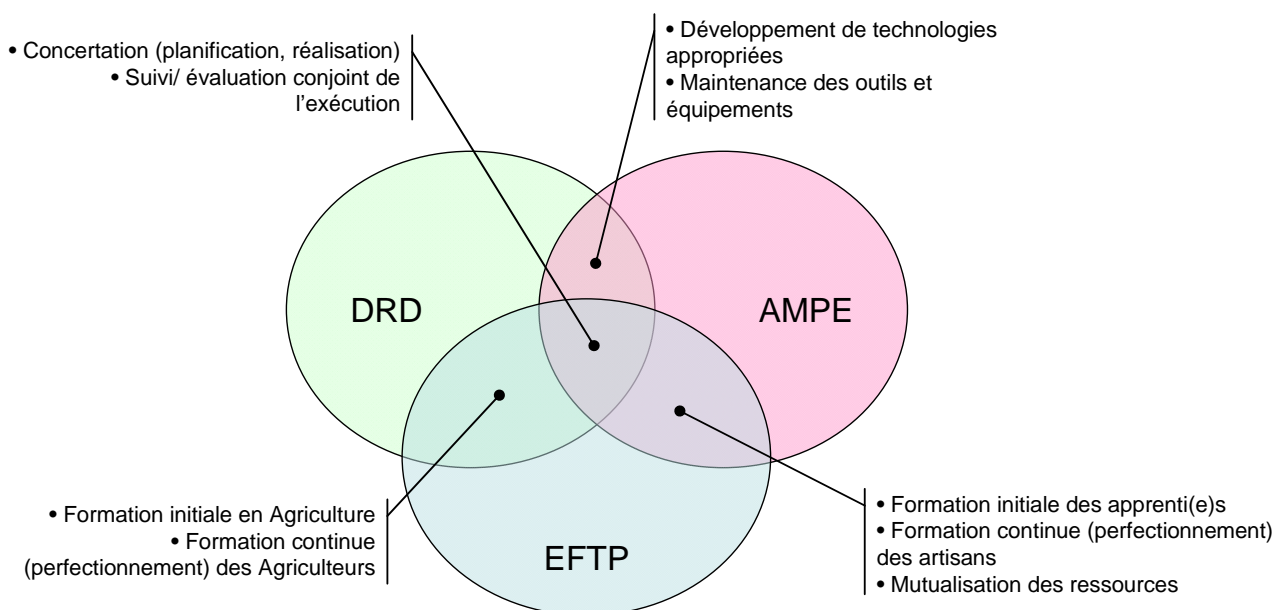 • Concertation (planification, réalisation)
• Suivi/ évaluation conjoint de
l’exécution
• Développement de technologies
appropriées
• Maintenance des outils et
équipements
DRD
AMPE
EFTP
• Formation initiale en Agriculture
• Formation continue
(perfectionnement) des Agriculteurs
• Formation initiale des apprenti(e)s
• Formation continue (perfectionnement)
des artisans
• Mutualisation des ressources